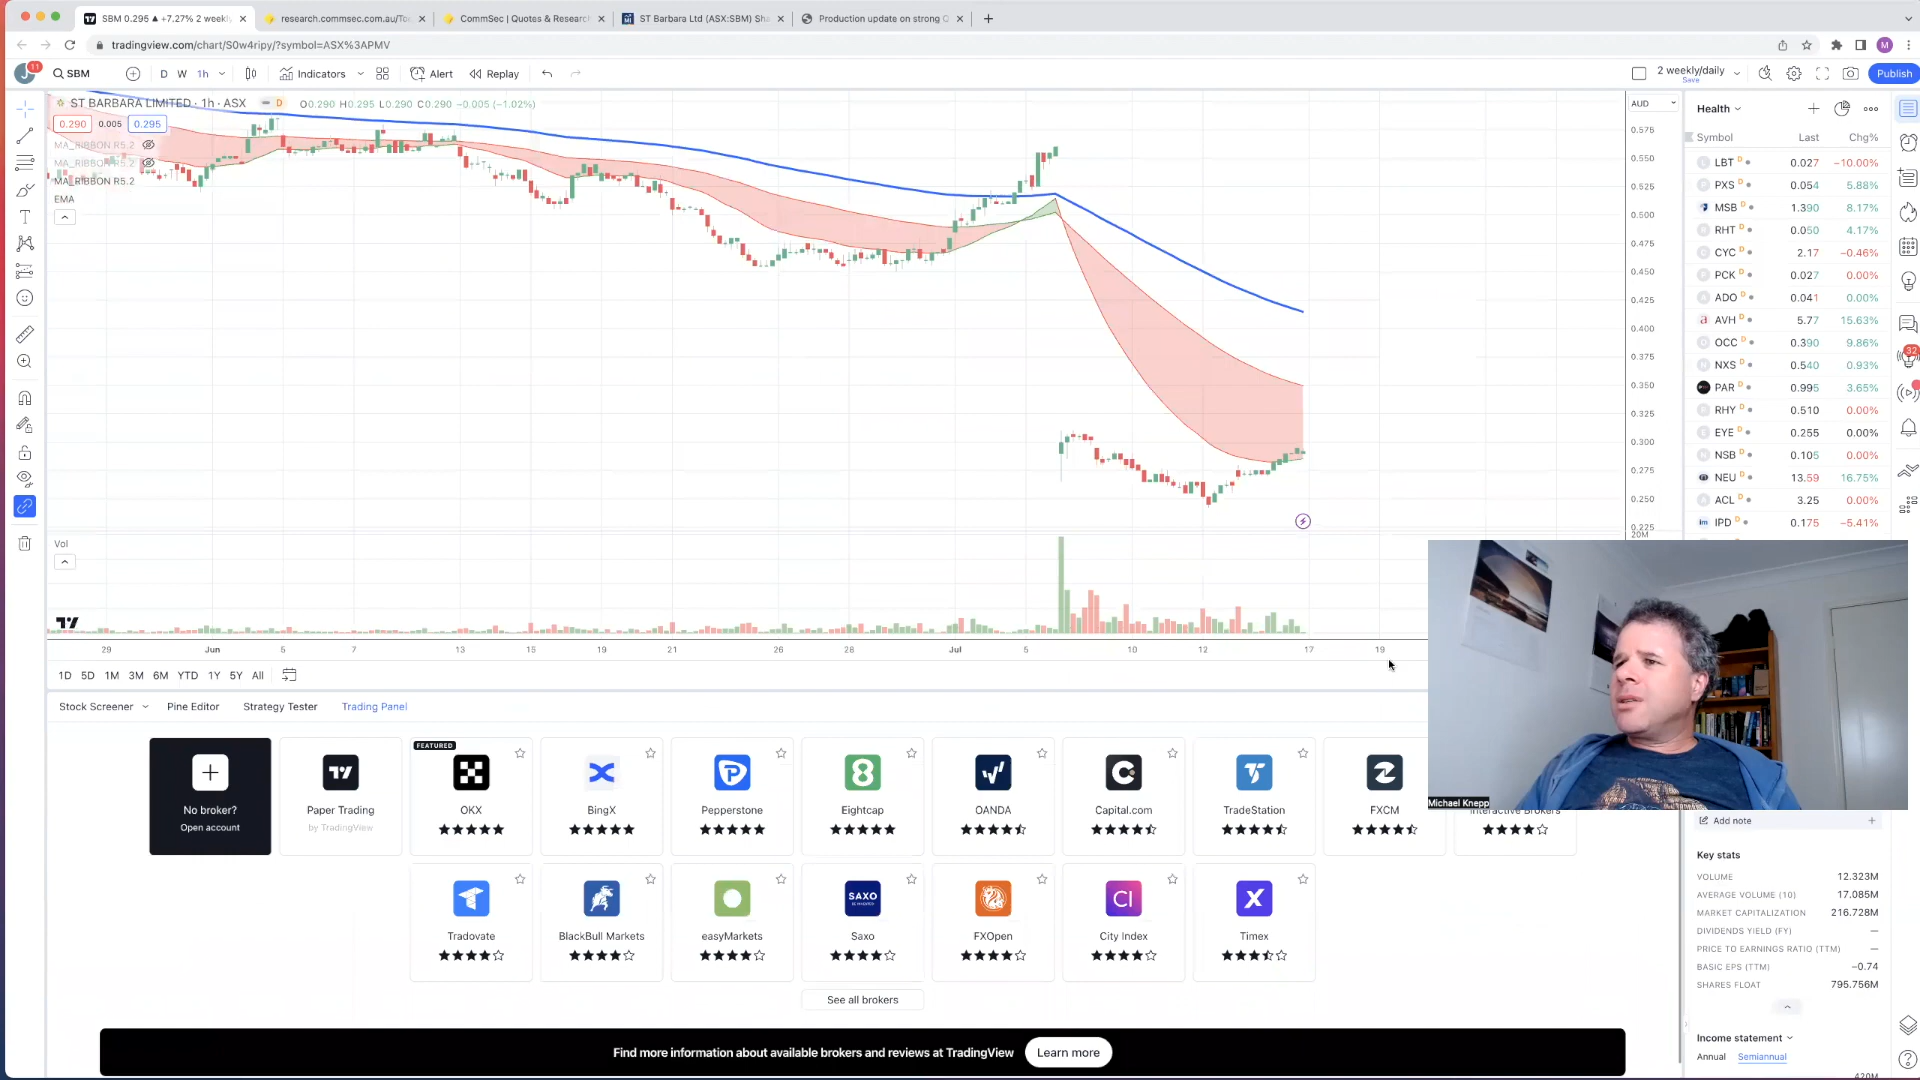 SBM 0.295 ▲ +7.27% 2 weekly
research.commsec.com.au/To
CommSec | Quotes & Research
ST Barbara Ltd (ASX:SBM) Sha
Production update on strong Q
tradingview.com/chart/S0w4ripy/?symbol=ASX%3APMV
M
J 11
SBM
D W 1h
Indicators
Alert
Replay
2 weekly/daily
Save
Publish
ST BARBARA LIMITED · 1h · ASX
D
O0.290 H0.295 L0.290 C0.290 −0.005 (−1.02%)
0.290 0.005 0.295
MA_RIBBON R5.2
MA_RIBBON R5.2
MA_RIBBON R5.2
EMA
AUD
0.575
0.550
0.525
0.500
0.475
0.450
0.425
0.400
0.375
0.350
0.325
0.300
0.275
0.250
0.225
20M
Vol
29 Jun 5 7 13 15 19 21 26 28 Jul 5 10 12 17 19
1D 5D 1M 3M 6M YTD 1Y 5Y All
Health
Symbol Last Chg%
LBT D 0.027 −10.00%
PXS D 0.054 5.88%
MSB D 1.390 8.17%
RHT D 0.050 4.17%
CYC D 2.17 −0.46%
PCK D 0.027 0.00%
ADO D 0.041 0.00%
a AVH D 5.77 15.63%
OCC D 0.390 9.86%
NXS D 0.540 0.93%
PAR D 0.995 3.65%
RHY D 0.510 0.00%
EYE D 0.255 0.00%
NSB D 0.105 0.00%
NEU D 13.59 16.75%
ACL D 3.25 0.00%
im IPD D 0.175 −5.41%
32
Stock Screener
Pine Editor
Strategy Tester
Trading Panel
No broker?
Open account
Paper Trading
by TradingView
FEATURED
OKX
BingX
Pepperstone
Eightcap
OANDA
Capital.com
TradeStation
FXCM
Interactive Brokers
Michael Knepp
Tradovate
BlackBull Markets
easyMarkets
SAXO
Saxo
FXOpen
CI
City Index
Timex
See all brokers
Find more information about available brokers and reviews at TradingView
Learn more
Add note
Key stats
VOLUME 12.323M
AVERAGE VOLUME (10) 17.085M
MARKET CAPITALIZATION 216.728M
DIVIDENDS YIELD (FY) —
PRICE TO EARNINGS RATIO (TTM) —
BASIC EPS (TTM) −0.74
SHARES FLOAT 795.756M
Income statement
Annual Semiannual
420M